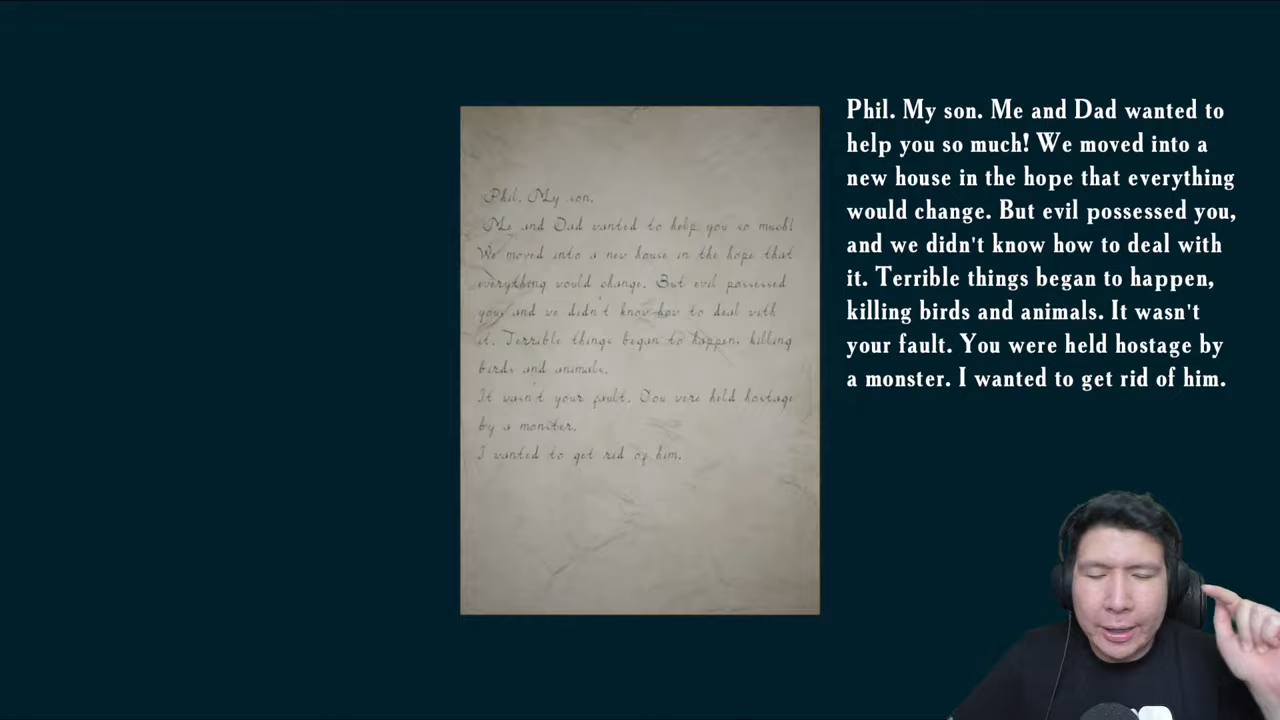 Phil. My son.
Me and Dad wanted to help you so much!
We moved into a new house in the hope that
everything would change. But evil possessed
you, and we didn't know how to deal with
it. Terrible things began to happen, killing
birds and animals.
It wasn't your fault. You were held hostage
by a monster.
I wanted to get rid of him.
Phil. My son. Me and Dad wanted to
help you so much! We moved into a
new house in the hope that everything
would change. But evil possessed you,
and we didn't know how to deal with
it. Terrible things began to happen,
killing birds and animals. It wasn't
your fault. You were held hostage by
a monster. I wanted to get rid of him.